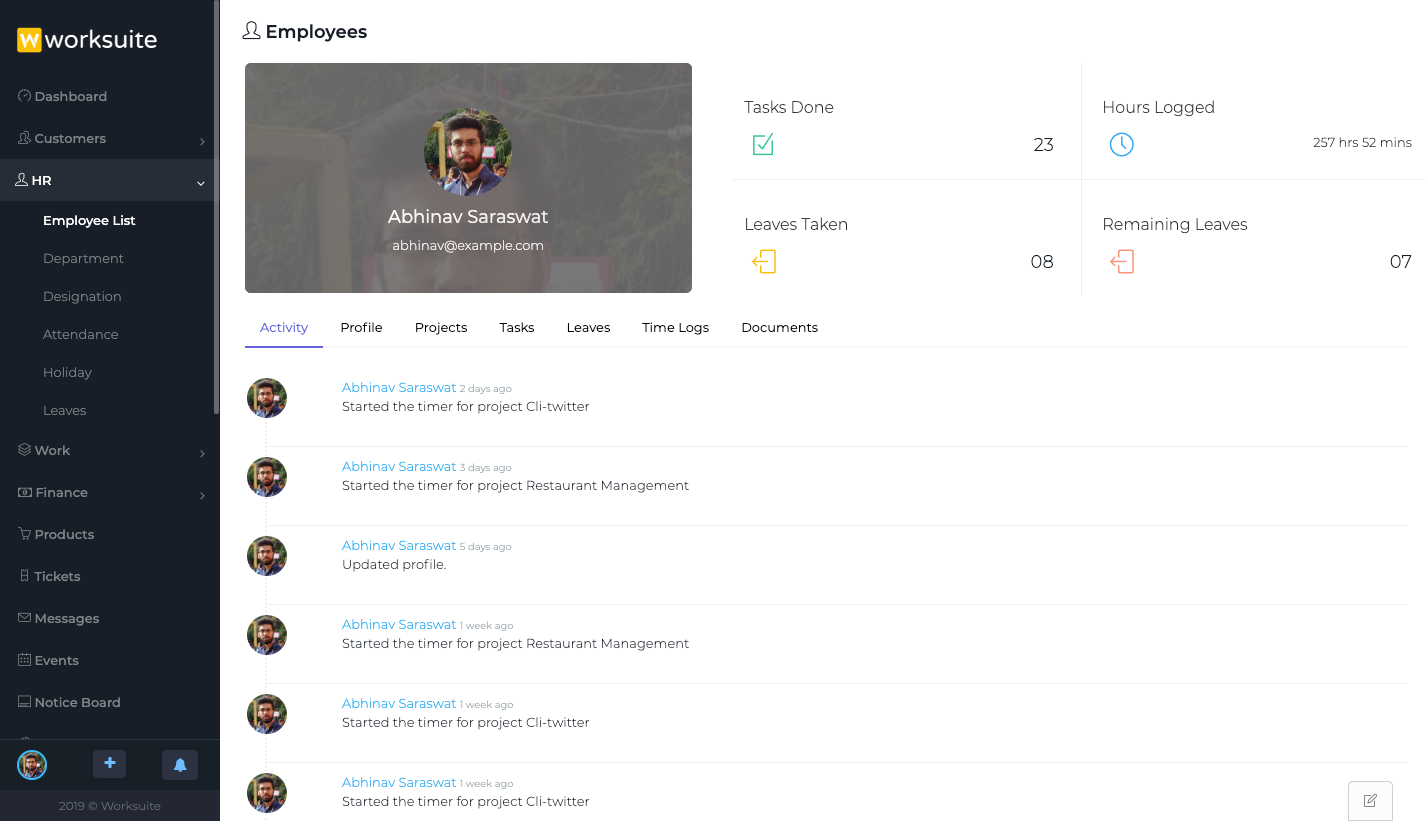 worksuite
Dashboard
Customers
HR
Employee List
Department
Designation
Attendance
Holiday
Leaves
Work
Finance
Products
Tickets
Messages
Events
Notice Board
2019 © Worksuite
Employees
Abhinav Saraswat
abhinav@example.com
Tasks Done
23
Hours Logged
257 hrs 52 mins
Leaves Taken
08
Remaining Leaves
07
Activity Profile Projects Tasks Leaves Time Logs Documents
Abhinav Saraswat 2 days ago
Started the timer for project Cli-twitter
Abhinav Saraswat 3 days ago
Started the timer for project Restaurant Management
Abhinav Saraswat 5 days ago
Updated profile.
Abhinav Saraswat 1 week ago
Started the timer for project Restaurant Management
Abhinav Saraswat 1 week ago
Started the timer for project Cli-twitter
Abhinav Saraswat 1 week ago
Started the timer for project Cli-twitter